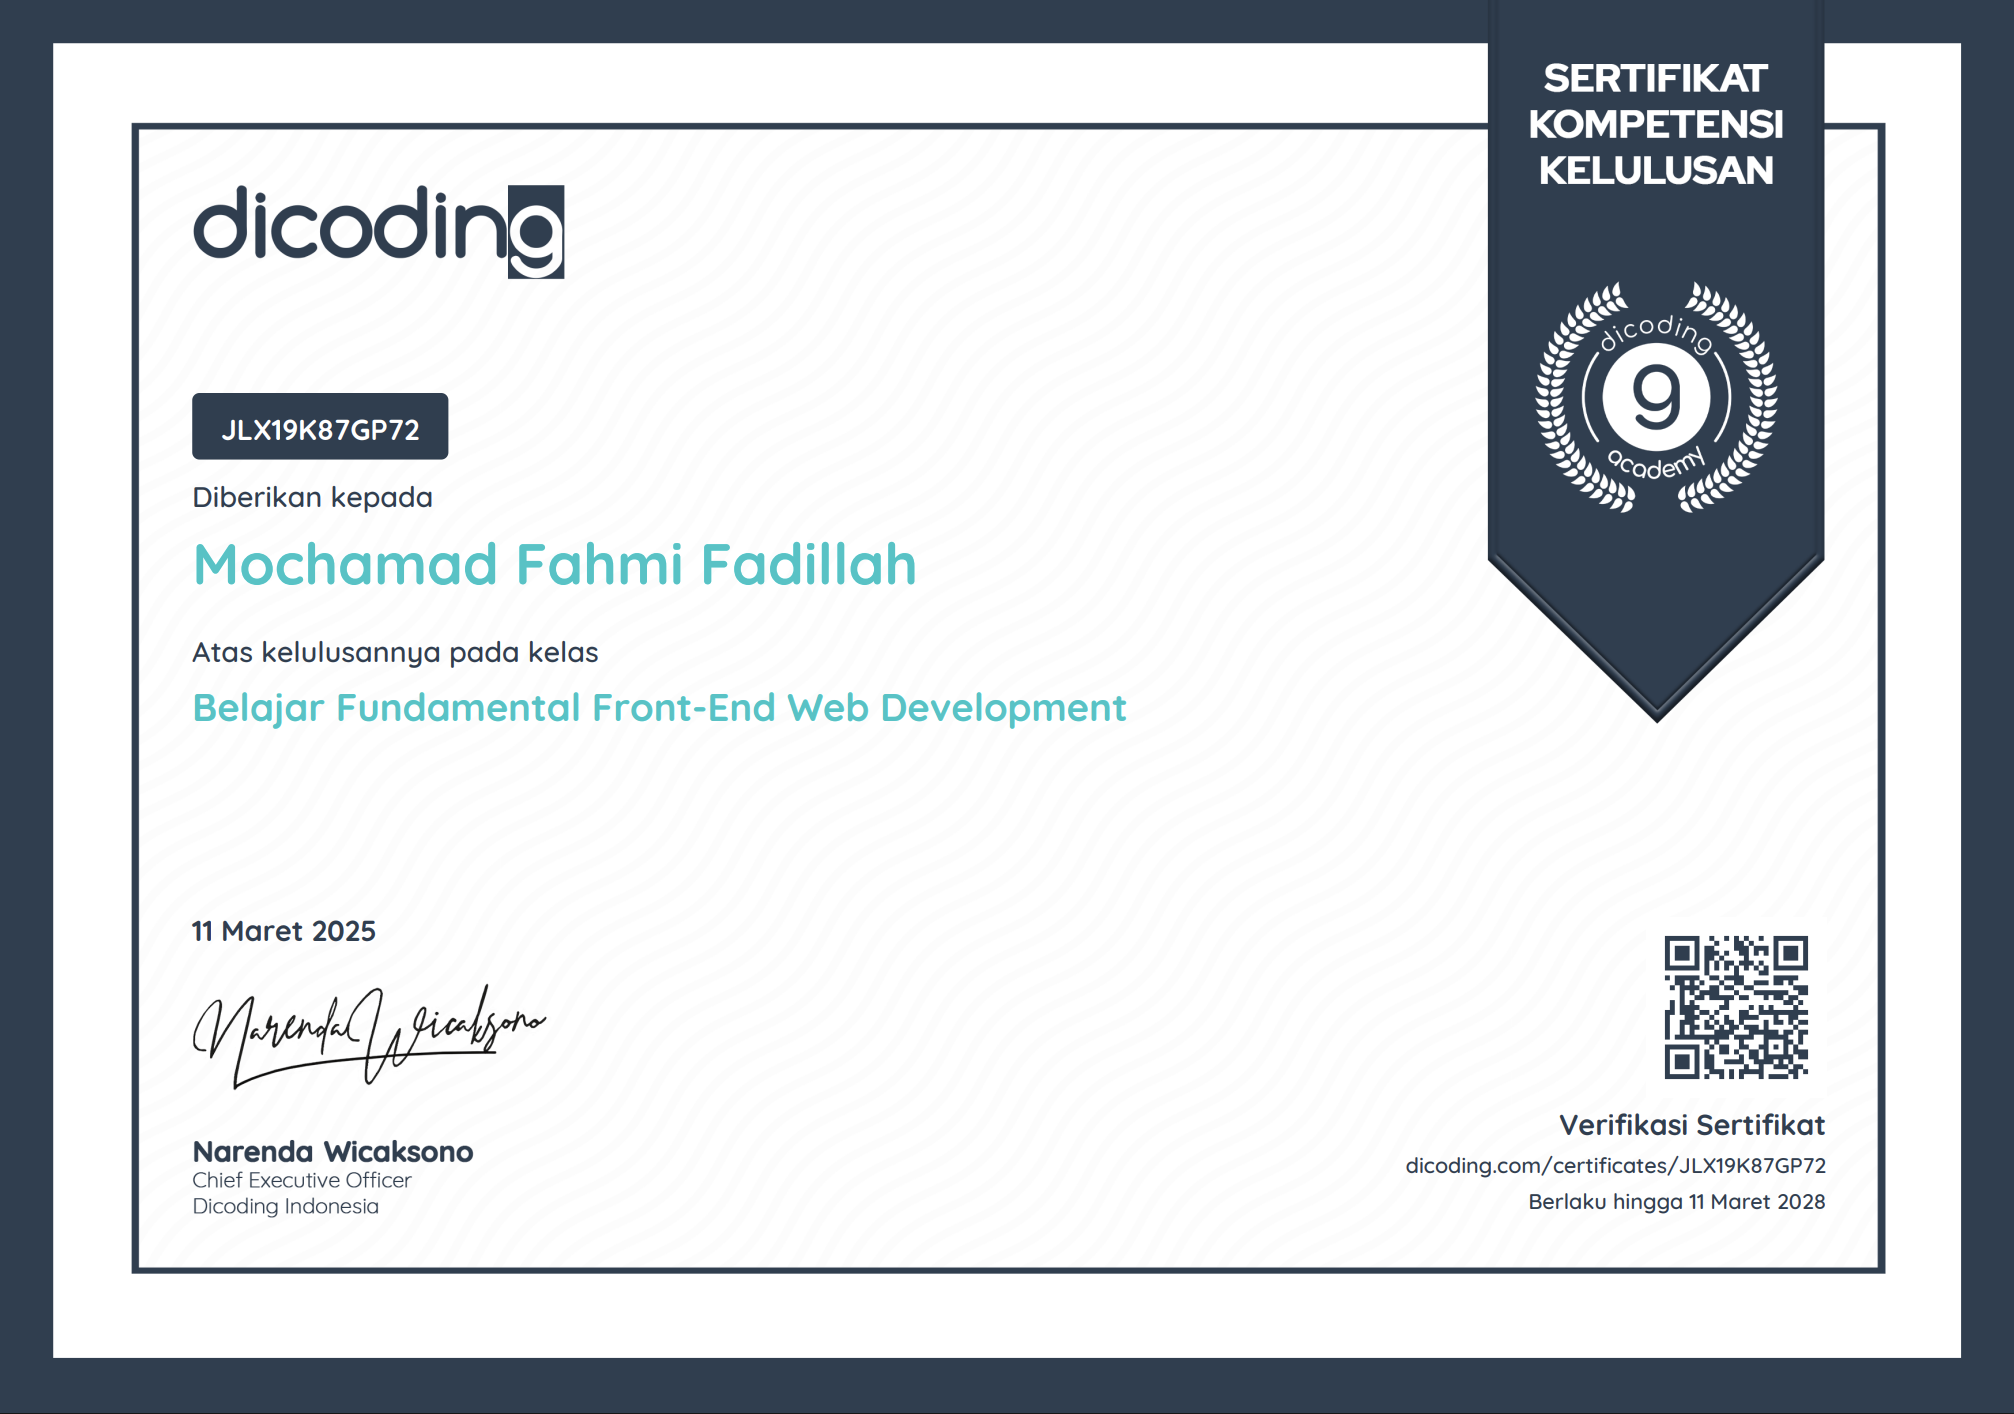 SERTIFIKAT
KOMPETENSI
KELULUSAN
dicoding
dicoding
g
academy
JLX19K87GP72
Diberikan kepada
Mochamad Fahmi Fadillah
Atas kelulusannya pada kelas
Belajar Fundamental Front-End Web Development
11 Maret 2025
Narenda Wicaksono
Narenda Wicaksono
Chief Executive Officer
Dicoding Indonesia
Verifikasi Sertifikat
dicoding.com/certificates/JLX19K87GP72
Berlaku hingga 11 Maret 2028